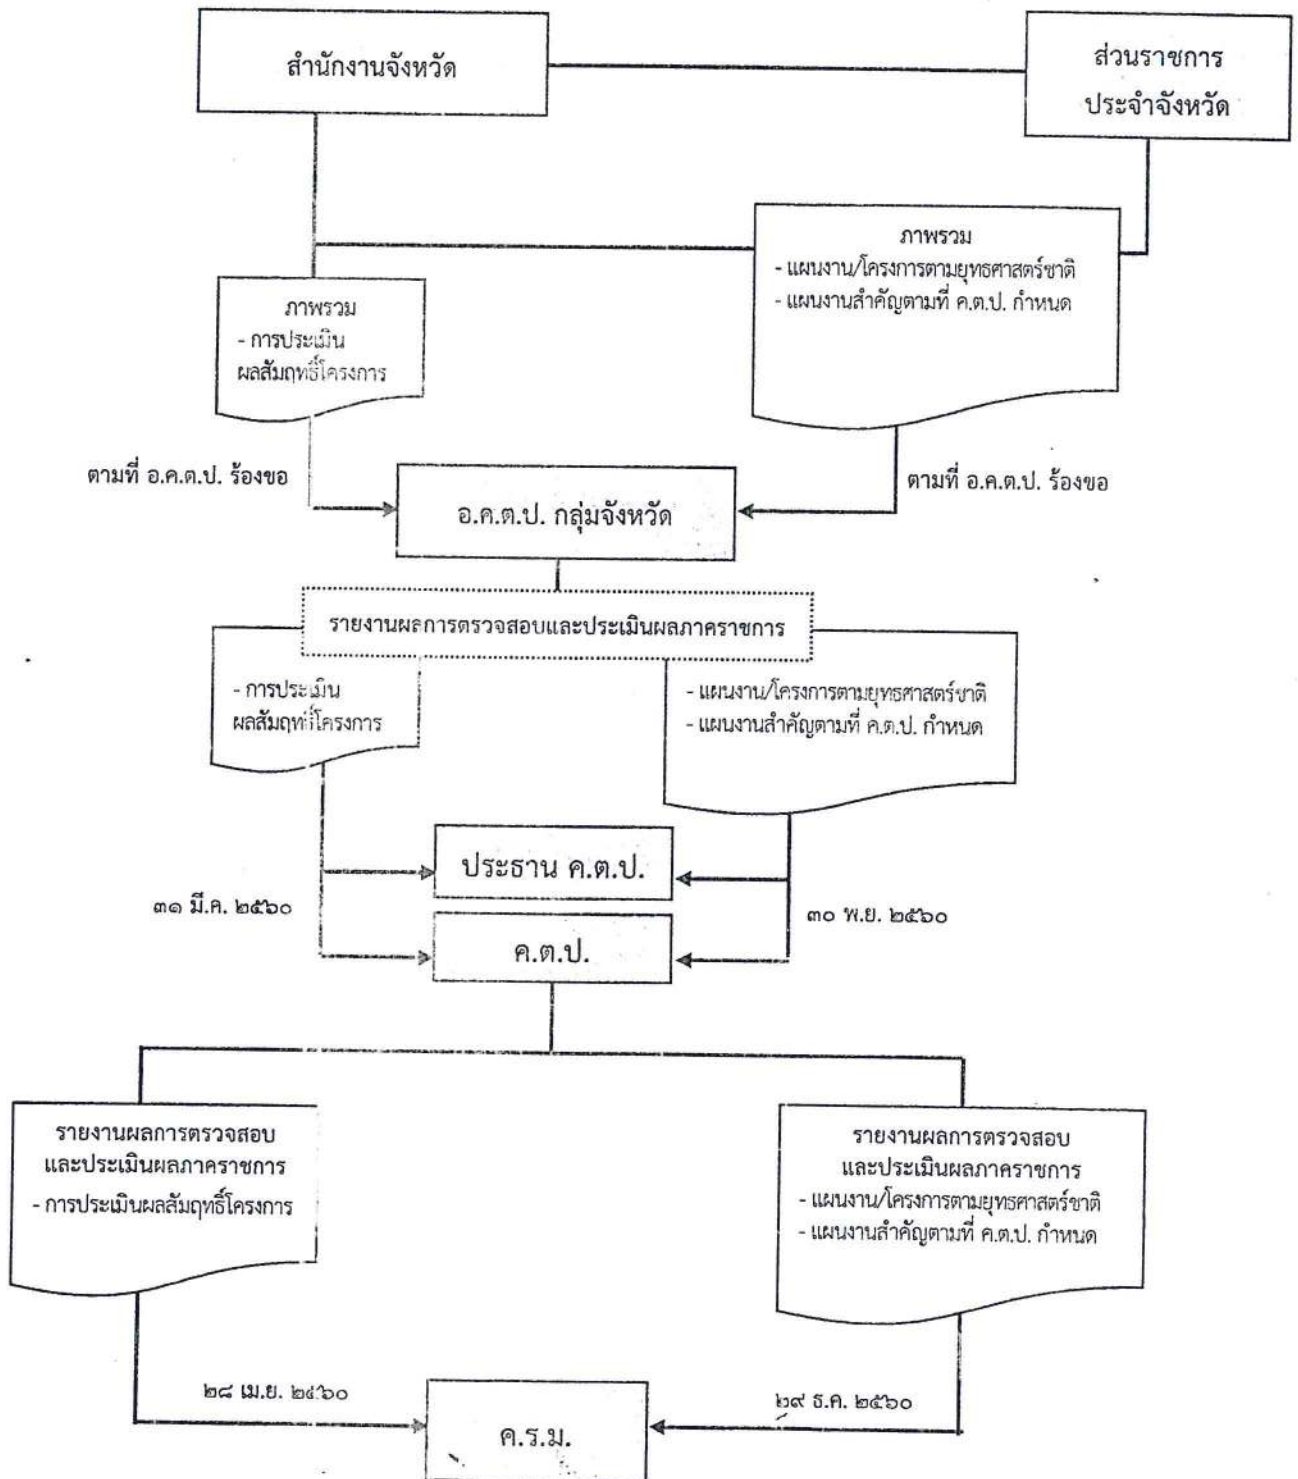 สำนักงานจังหวัด
ส่วนราชการ
ประจำจังหวัด
ภาพรวม
- แผนงาน/โครงการตามยุทธศาสตร์ชาติ
- แผนงานสำคัญตามที่ ค.ต.ป. กำหนด
ภาพรวม
- การประเมิน
ผลสัมฤทธิ์โครงการ
ตามที่ อ.ค.ต.ป. ร้องขอ
ตามที่ อ.ค.ต.ป. ร้องขอ
อ.ค.ต.ป. กลุ่มจังหวัด
รายงานผลการตรวจสอบและประเมินผลภาคราชการ
- การประเมิน
ผลสัมฤทธิ์โครงการ
- แผนงาน/โครงการตามยุทธศาสตร์ชาติ
- แผนงานสำคัญตามที่ ค.ต.ป. กำหนด
ประธาน ค.ต.ป.
๓๑ มี.ค. ๒๕๖๐
๓๐ พ.ย. ๒๕๖๐
ค.ต.ป.
รายงานผลการตรวจสอบ
และประเมินผลภาคราชการ
- การประเมินผลสัมฤทธิ์โครงการ
รายงานผลการตรวจสอบ
และประเมินผลภาคราชการ
- แผนงาน/โครงการตามยุทธศาสตร์ชาติ
- แผนงานสำคัญตามที่ ค.ต.ป. กำหนด
๒๘ เม.ย. ๒๕๖๐
๒๙ ธ.ค. ๒๕๖๐
ค.ร.ม.